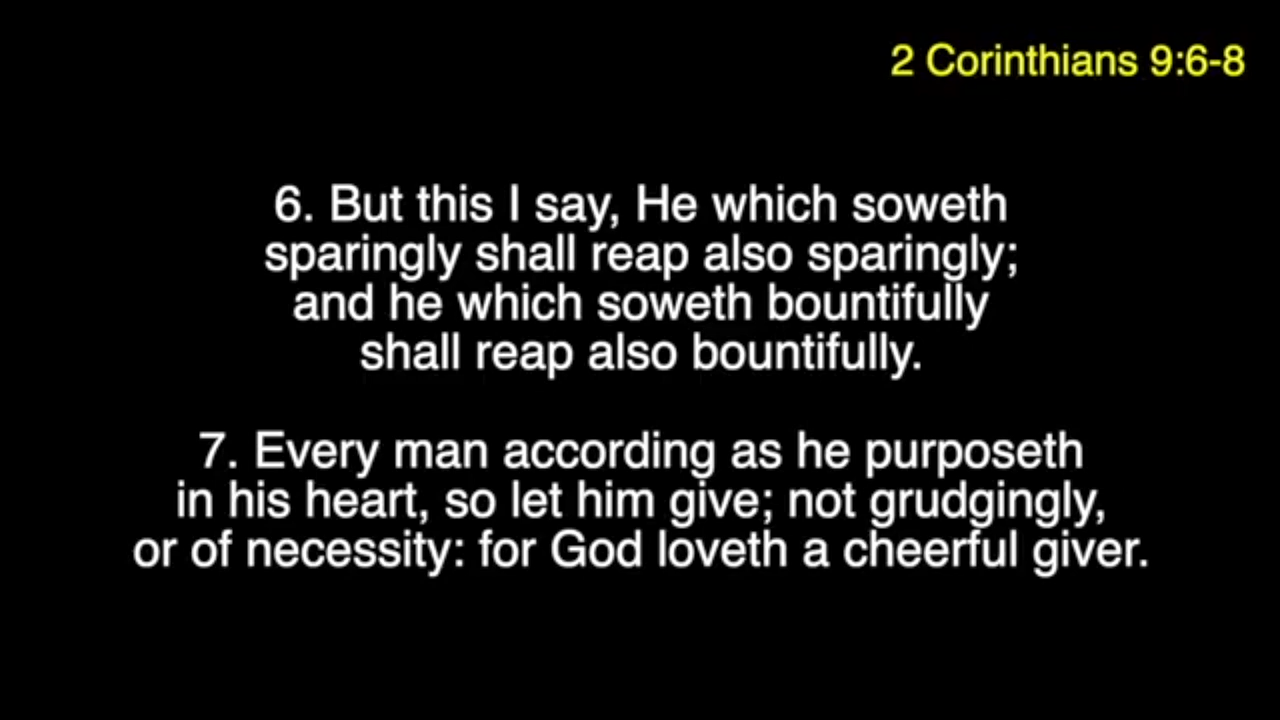 2 Corinthians 9:6-8
6. But this I say, He which soweth
sparingly shall reap also sparingly;
and he which soweth bountifully
shall reap also bountifully.
7. Every man according as he purposeth
in his heart, so let him give; not grudgingly,
or of necessity: for God loveth a cheerful giver.